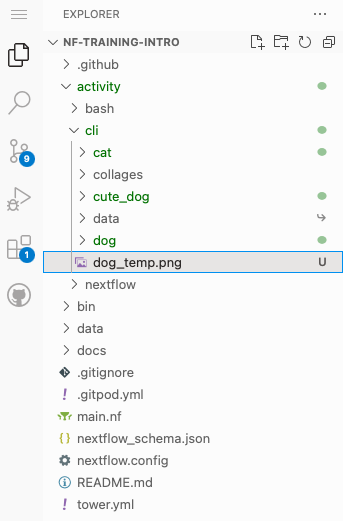 EXPLORER
NF-TRAINING-INTRO
.github
activity
bash
cli
cat
collages
cute_dog
data
dog
dog_temp.png U
nextflow
bin
data
docs
.gitignore
.gitpod.yml
main.nf
nextflow_schema.json
nextflow.config
README.md
tower.yml
9
1